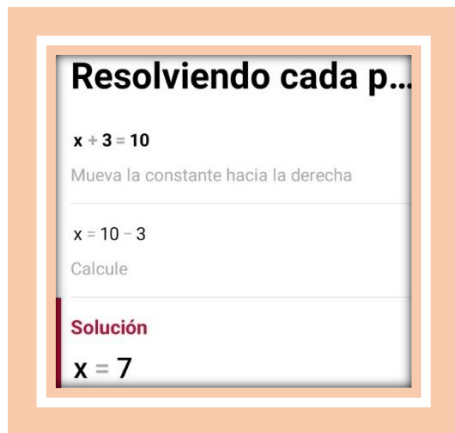 Resolviendo cada p...
x + 3 = 10
Mueva la constante hacia la derecha
x = 10 − 3
Calcule
Solución
x = 7